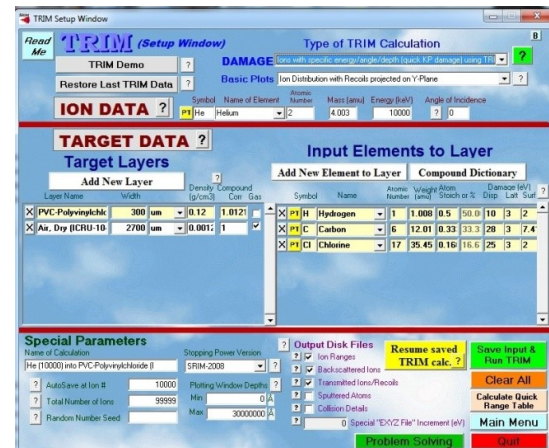 TRIM Setup Window
Read Me
TRIM (Setup Window)
Type of TRIM Calculation
B
TRIM Demo ?
DAMAGE Ions with specific energy/angle/depth (quick KP damage) using TRI
?
Restore Last TRIM Data ?
Basic Plots Ion Distribution with Recoils projected on Y-Plane ?
ION DATA ?
Symbol Name of Element Atomic Number Mass (amu) Energy (keV) Angle of Incidence
PT He Helium 2 4.003 10000 ? 0
TARGET DATA ?
Target Layers
Add New Layer
Layer Name Width Density (g/cm3) Compound Corr Gas
?
X PVC-Polyvinylchlc 300 um 0.12 1.0121
X Air, Dry (ICRU-10 2700 um 0.0012 1
Input Elements to Layer
Add New Element to Layer Compound Dictionary
Symbol Name Atomic Number Weight (amu) Atom Stoich or % Damage (eV) Disp Latt Surf
X PT H Hydrogen 1 1.008 0.5 50.0 10 3 2
X PT C Carbon 6 12.01 0.33 33.3 28 3 7.4
X PT Cl Chlorine 17 35.45 0.16 16.6 25 3 2
Special Parameters
Name of Calculation Stopping Power Version
He (10000) into PVC-Polyvinylchloride (I SRIM-2008 ?
? AutoSave at Ion # 10000
? Total Number of Ions 99999
? Random Number Seed
Plotting Window Depths ?
Min 0 Å
Max 30000000 Å
? Output Disk Files
? Ion Ranges
? Backscattered Ions
? Transmitted Ions/Recoils
? Sputtered Atoms
? Collision Details
? 0 Special "EXYZ File" Increment (eV)
Resume saved TRIM calc. ?
Save Input & Run TRIM
Clear All
Calculate Quick Range Table
Main Menu
Problem Solving
Quit